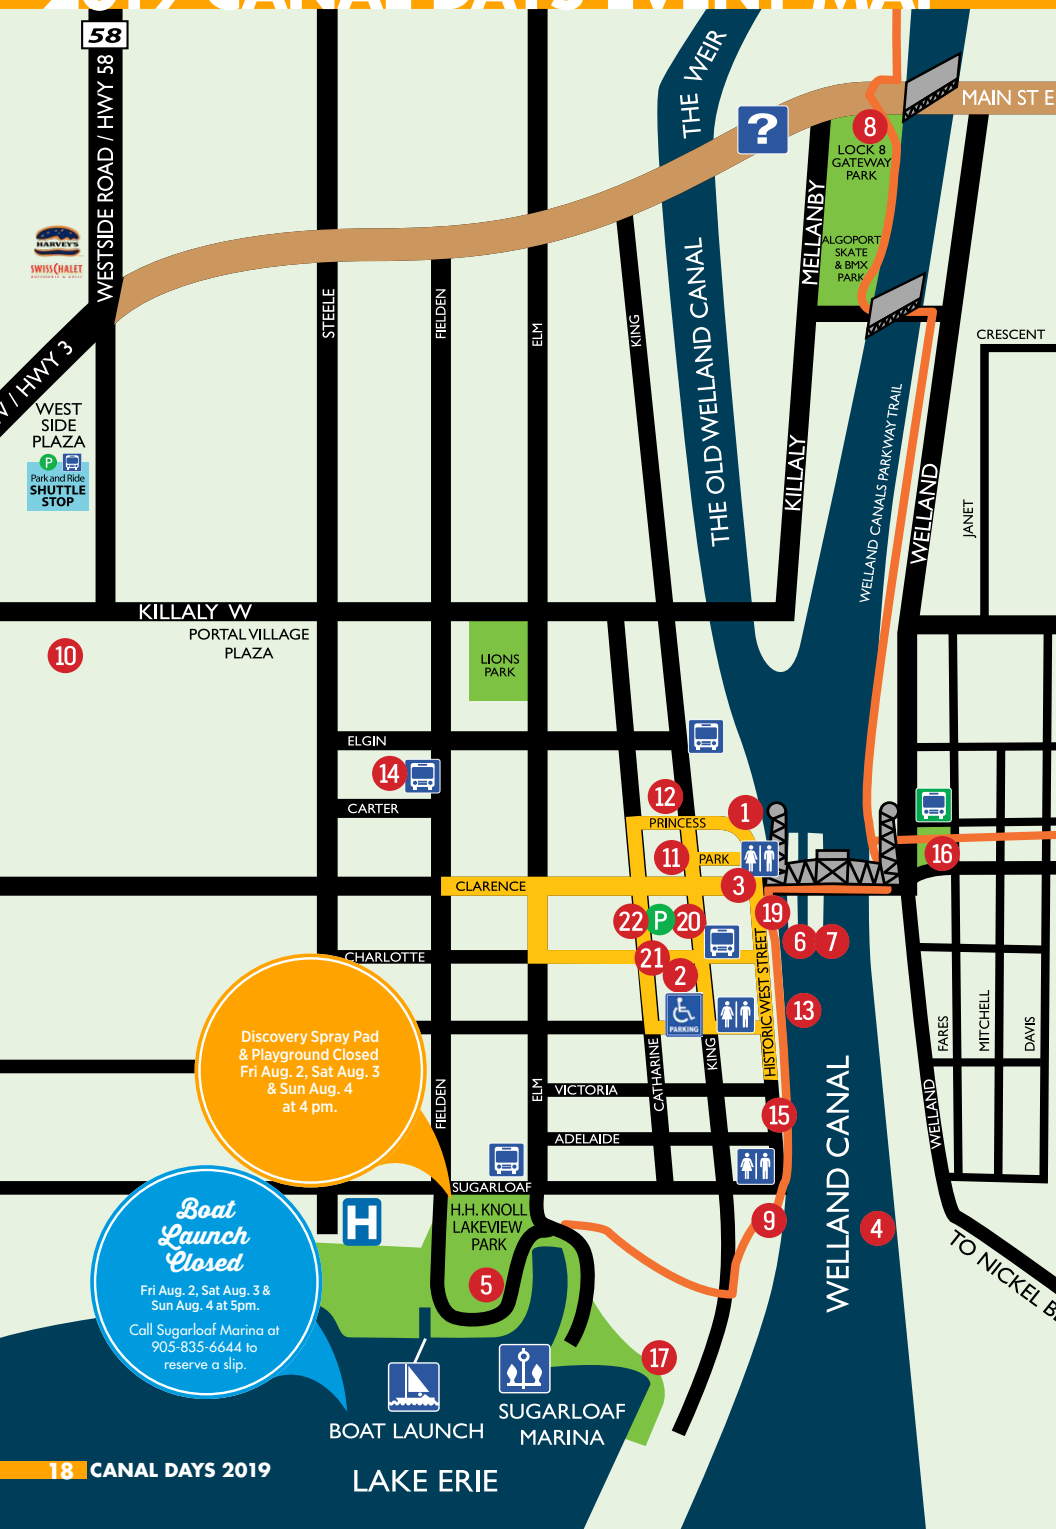 2019 CANAL DAYS EVENT MAP
58
WESTSIDE ROAD / HWY 58
THE WEIR
MAIN ST E
?
8
LOCK 8
GATEWAY
PARK
MELLANBY
ALGOPORT
SKATE
& BMX
PARK
HARVEY'S
SWISS CHALET
STEELE
FIELDEN
ELM
KING
THE OLD WELLAND CANAL
CRESCENT
/ HWY 3
WEST
SIDE
PLAZA
P
Park and Ride
SHUTTLE
STOP
KILLALY
WELLAND CANALS PARKWAY TRAIL
WELLAND
JANET
KILLALY W
PORTAL VILLAGE
PLAZA
10
LIONS
PARK
ELGIN
14
CARTER
12
1
PRINCESS
11
PARK
16
CLARENCE
3
22
P
20
19
6
7
CHARLOTTE
21
2
HISTORIC WEST STREET
PARKING
13
Discovery Spray Pad
& Playground Closed
Fri Aug. 2, Sat Aug. 3
& Sun Aug. 4
at 4 pm.
FARES
MITCHELL
DAVIS
FIELDEN
ELM
CATHARINE
KING
VICTORIA
15
ADELAIDE
WELLAND CANAL
WELLAND
SUGARLOAF
H
H.H. KNOLL
LAKEVIEW
PARK
9
4
TO NICKEL B
5
Boat
Launch
Closed
Fri Aug. 2, Sat Aug. 3 &
Sun Aug. 4 at 5pm.
Call Sugarloaf Marina at
905-835-6644 to
reserve a slip.
17
BOAT LAUNCH
SUGARLOAF
MARINA
18 CANAL DAYS 2019
LAKE ERIE